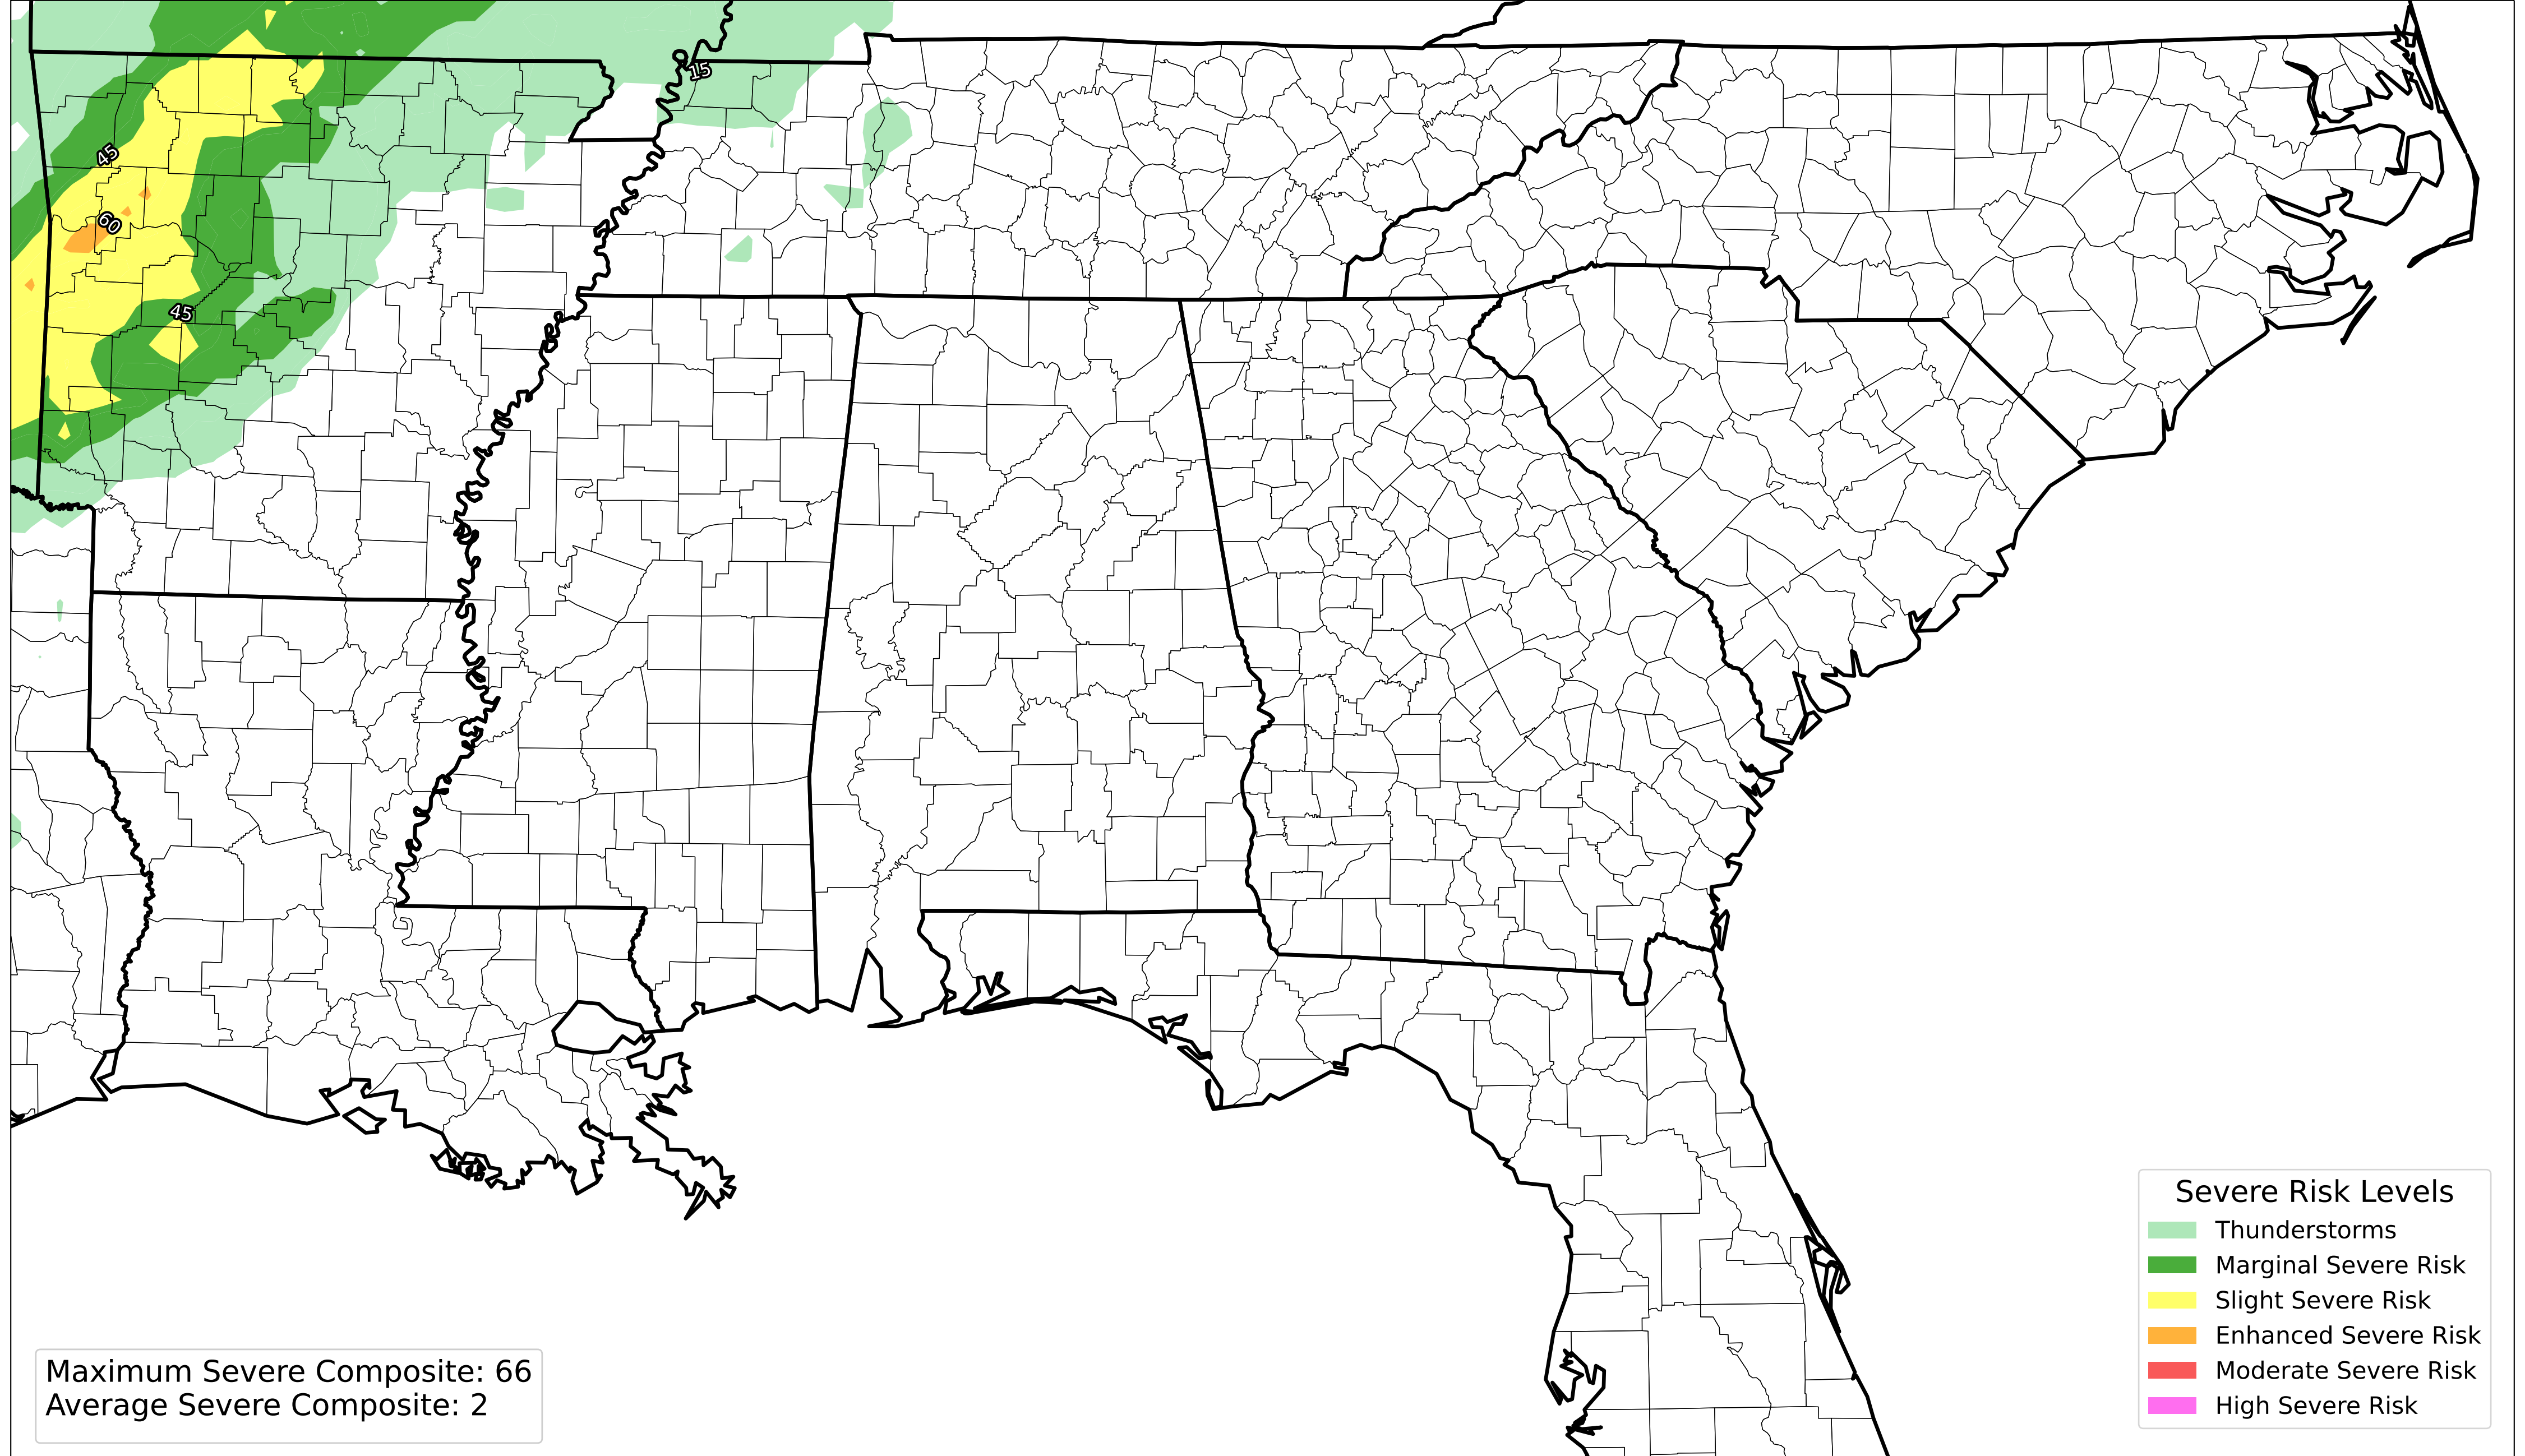 15
45
60
45
Severe Risk Levels
Thunderstorms
Marginal Severe Risk
Slight Severe Risk
Enhanced Severe Risk
Moderate Severe Risk
High Severe Risk
Maximum Severe Composite: 66
Average Severe Composite: 2